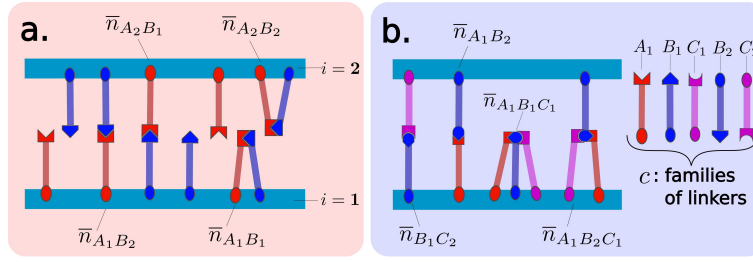 a.
n̅_{A₂B₁}
n̅_{A₂B₂}
i = 2
i = 1
n̅_{A₁B₂}
n̅_{A₁B₁}
b.
n̅_{A₁B₂}
n̅_{A₁B₁C₁}
n̅_{B₁C₂}
n̅_{A₁B₂C₁}
A₁ B₁ C₁ B₂ C₂
c : families
of linkers